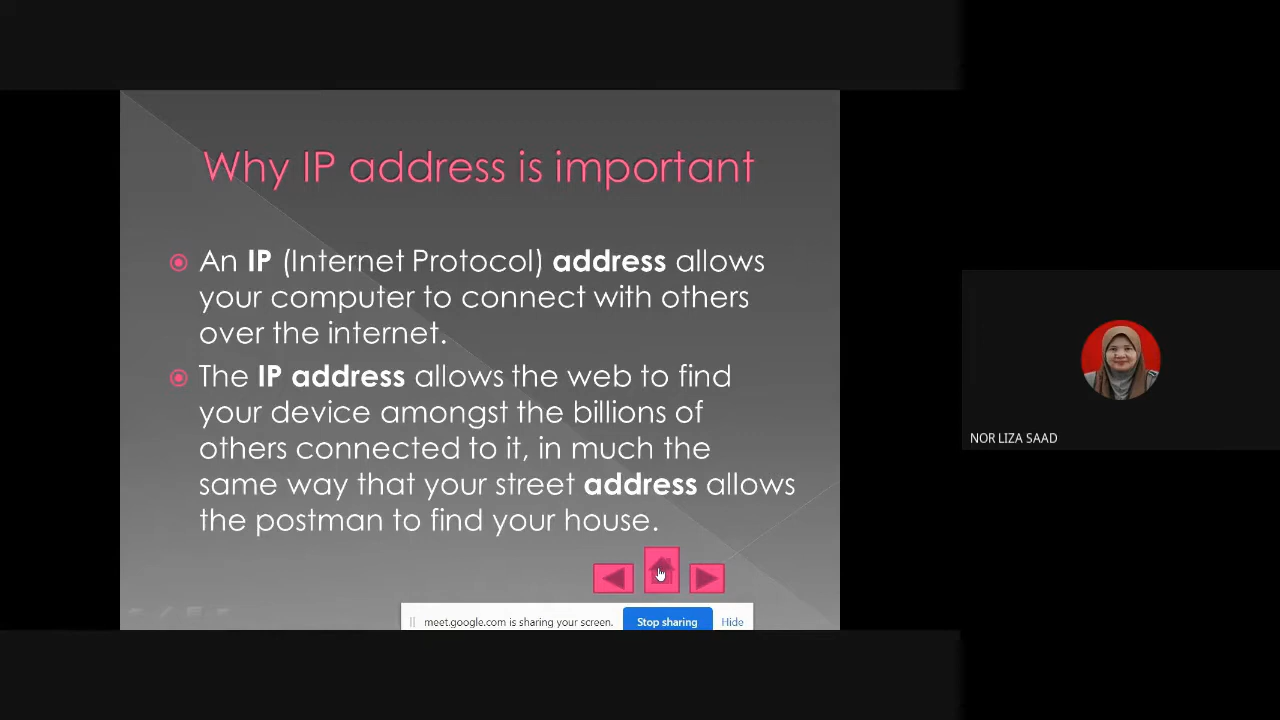 Why IP address is important
An IP (Internet Protocol) address allows
your computer to connect with others
over the internet.
The IP address allows the web to find
your device amongst the billions of
others connected to it, in much the
same way that your street address allows
the postman to find your house.
meet.google.com is sharing your screen. Stop sharing Hide
NOR LIZA SAAD